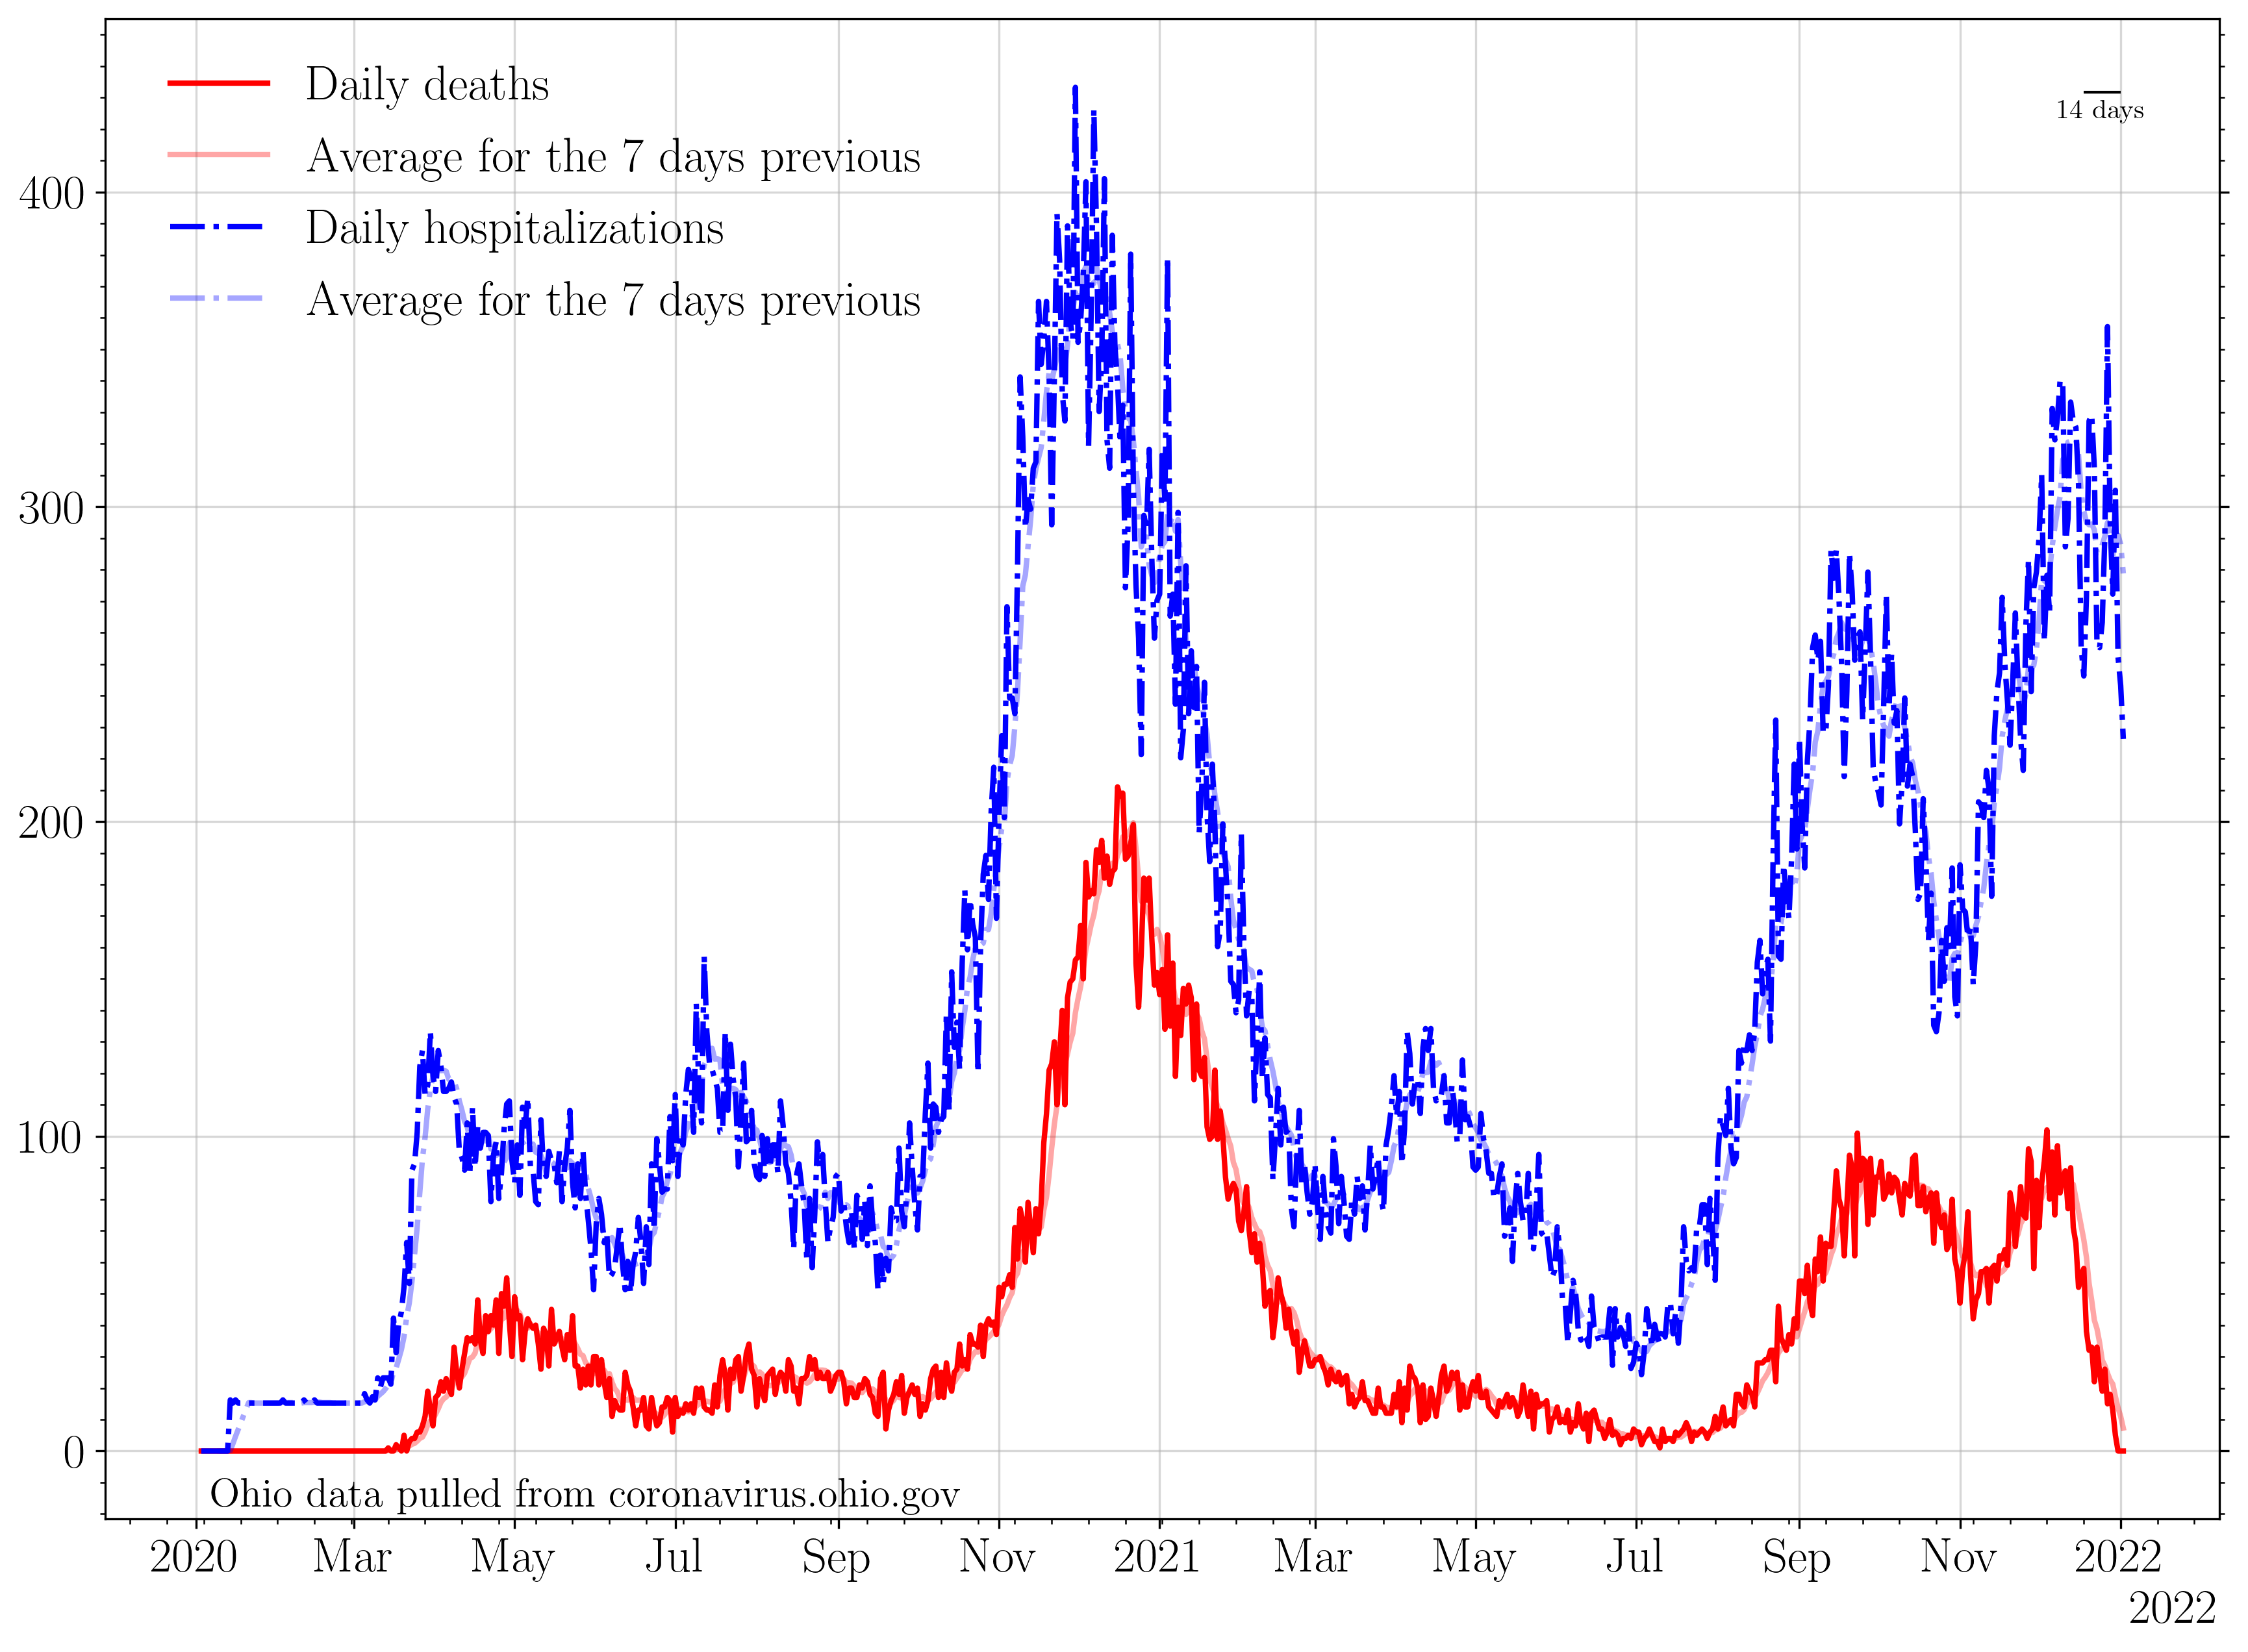 Daily deaths
Average for the 7 days previous
Daily hospitalizations
Average for the 7 days previous
14 days
400
300
200
100
0
Ohio data pulled from coronavirus.ohio.gov
2020 Mar May Jul Sep Nov 2021 Mar May Jul Sep Nov 2022
2022